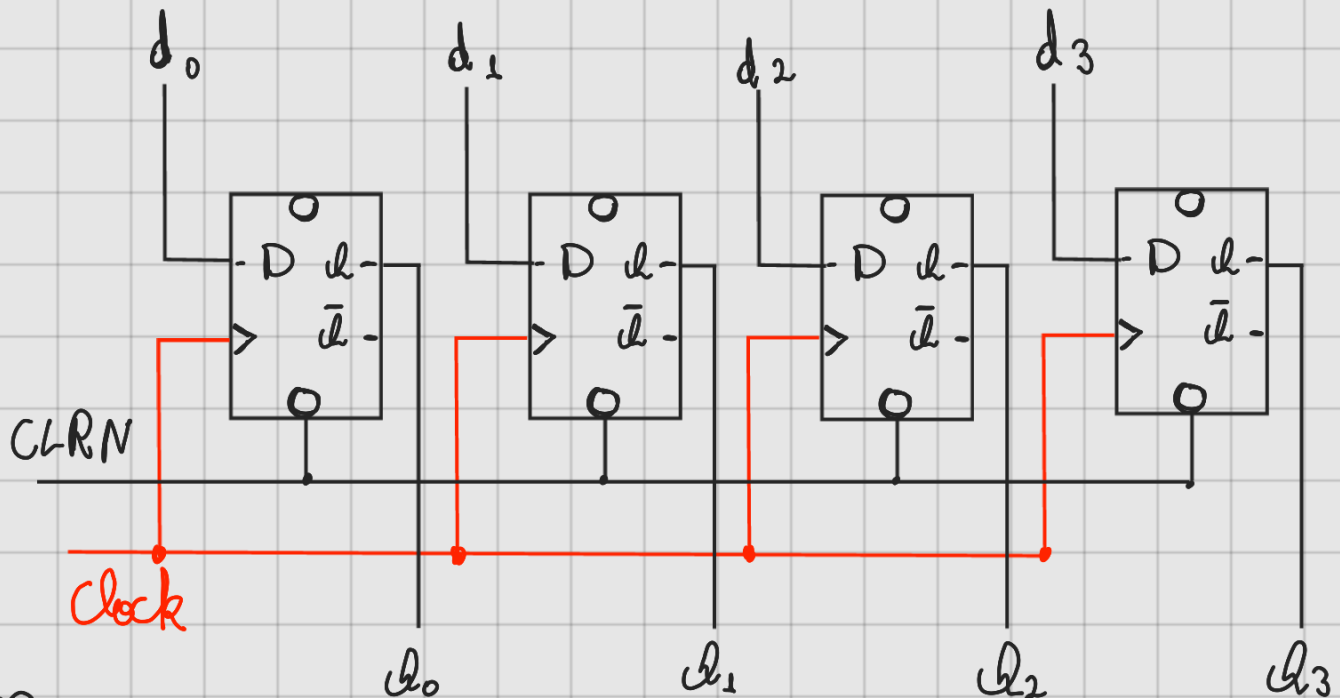 d0 d1 d2 d3
D Q D Q D Q D Q
Q̅ Q̅ Q̅ Q̅
CLRN
Clock
Q0 Q1 Q2 Q3